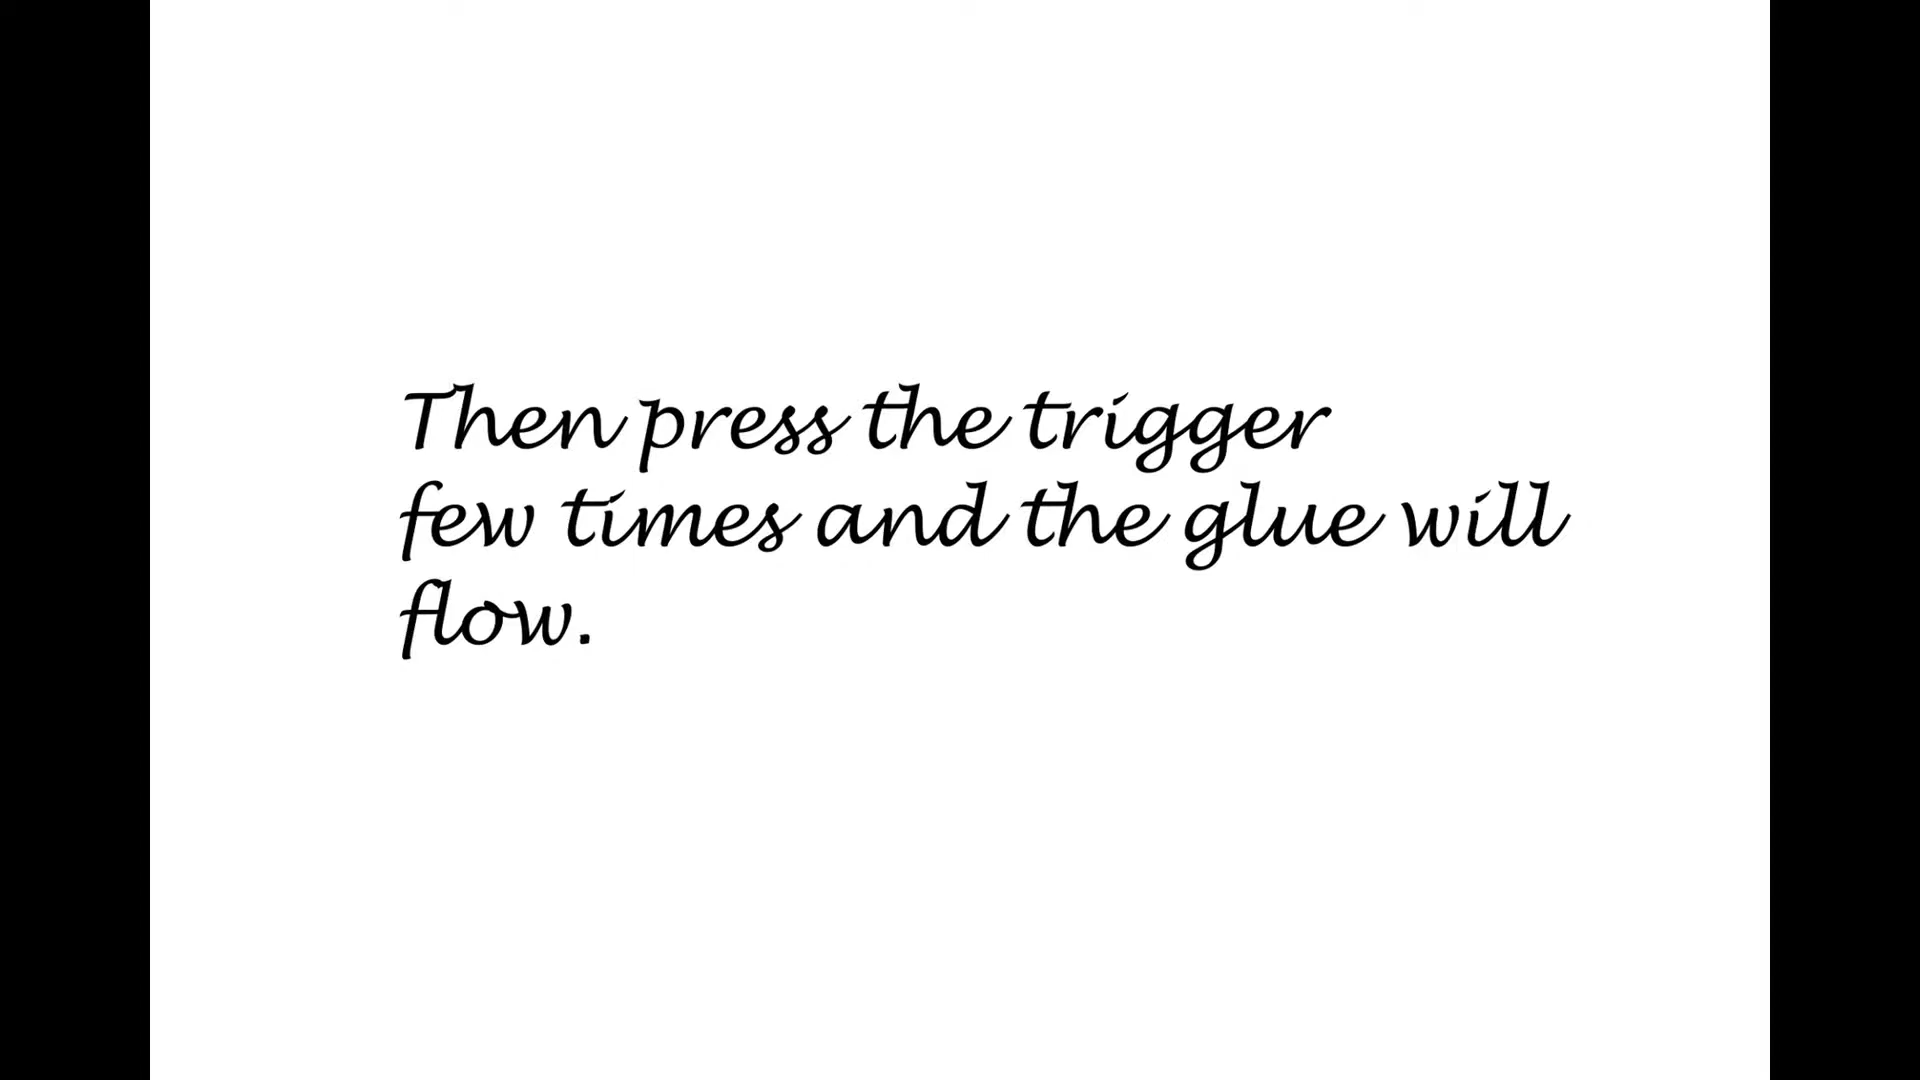 Then press the trigger
few times and the glue will
flow.